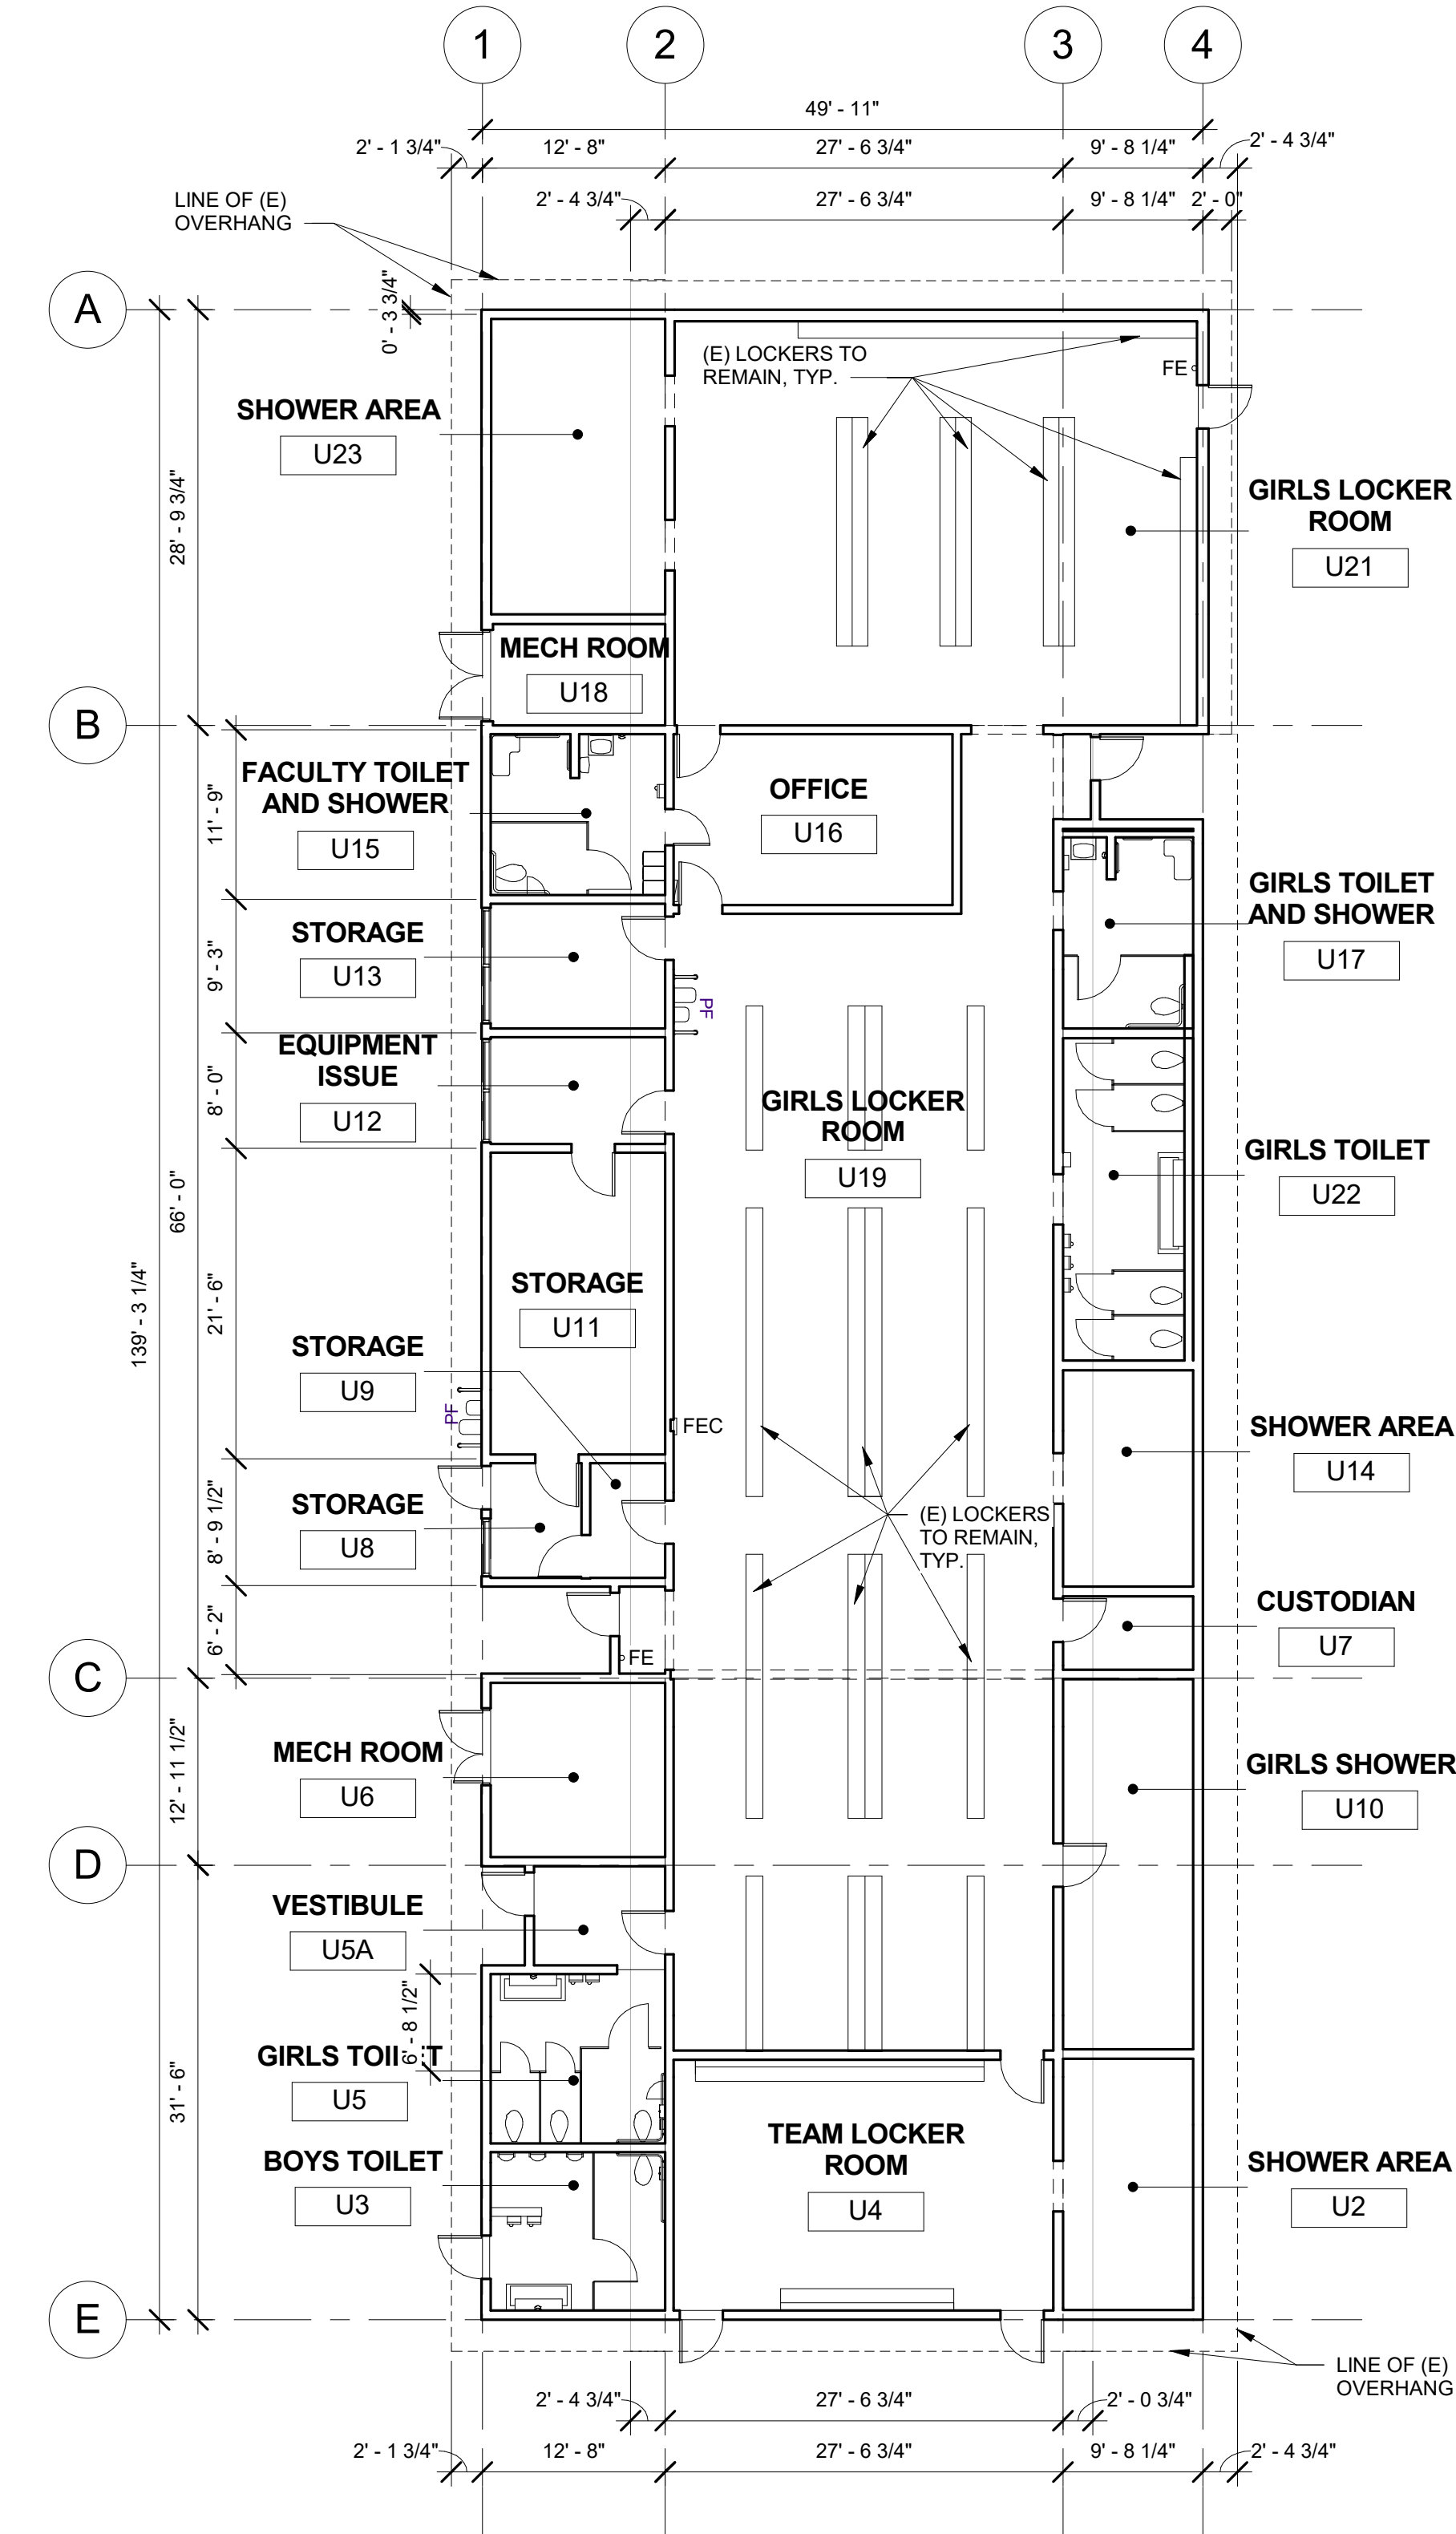 1
2
3
4
49' - 11"
2' - 1 3/4"
12' - 8"
27' - 6 3/4"
9' - 8 1/4"
2' - 4 3/4"
LINE OF (E)
OVERHANG
2' - 4 3/4"
27' - 6 3/4"
9' - 8 1/4"
2' - 0"
A
0' - 3 3/4"
(E) LOCKERS TO
REMAIN, TYP.
FE
SHOWER AREA
U23
28' - 9 3/4"
GIRLS LOCKER
ROOM
U21
MECH ROOM
U18
B
FACULTY TOILET
AND SHOWER
U15
11' - 9"
OFFICE
U16
GIRLS TOILET
AND SHOWER
U17
STORAGE
U13
9' - 3"
PF
EQUIPMENT
ISSUE
U12
8' - 0"
GIRLS LOCKER
ROOM
U19
GIRLS TOILET
U22
66' - 0"
139' - 3 1/4"
21' - 6"
STORAGE
U11
STORAGE
U9
PF
FEC
SHOWER AREA
U14
STORAGE
U8
8' - 9 1/2"
(E) LOCKERS
TO REMAIN,
TYP.
CUSTODIAN
U7
6' - 2"
FE
C
MECH ROOM
U6
12' - 11 1/2"
GIRLS SHOWER
U10
D
VESTIBULE
U5A
6' - 8 1/2"
GIRLS TOI
T
U5
31' - 6"
BOYS TOILET
U3
TEAM LOCKER
ROOM
U4
SHOWER AREA
U2
E
LINE OF (E)
OVERHANG
2' - 4 3/4"
27' - 6 3/4"
2' - 0 3/4"
2' - 1 3/4"
12' - 8"
27' - 6 3/4"
9' - 8 1/4"
2' - 4 3/4"